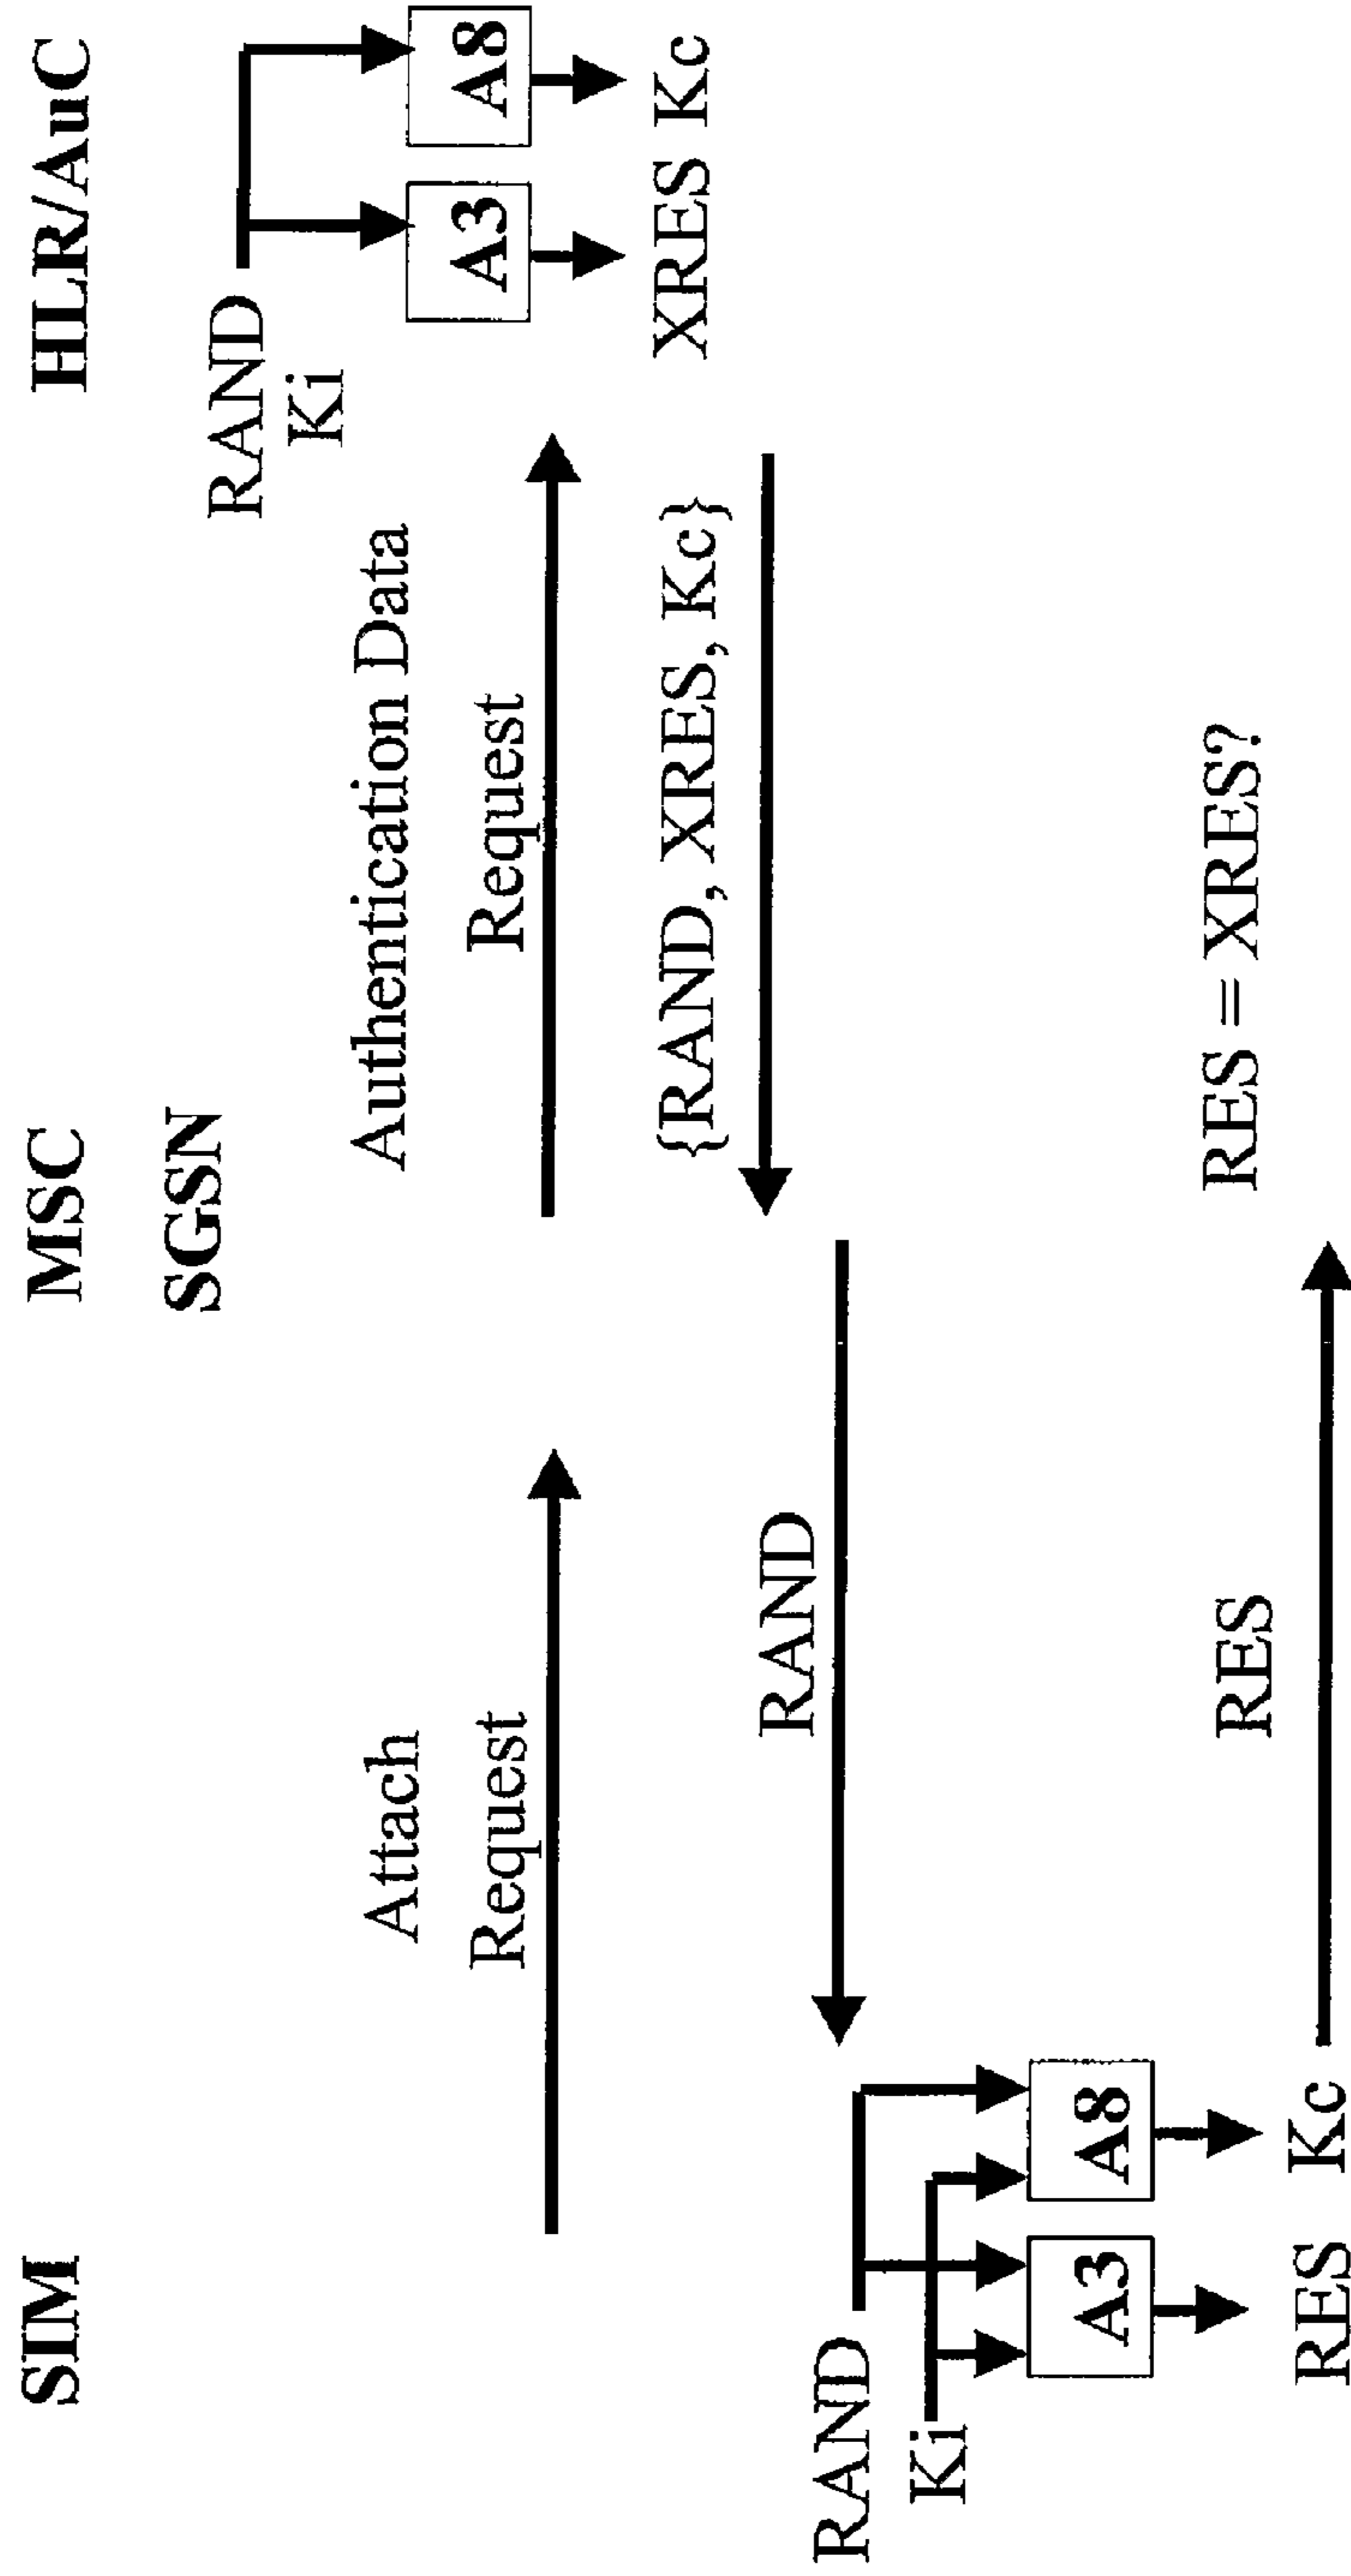 SIM
MSC
SGSN
HLR/AuC
RAND
Ki
A3
A8
XRES Kc
Attach
Request
Authentication Data
Request
{RAND, XRES, Kc}
RAND
RAND
Ki
A3
A8
RES Kc
RES
RES = XRES?